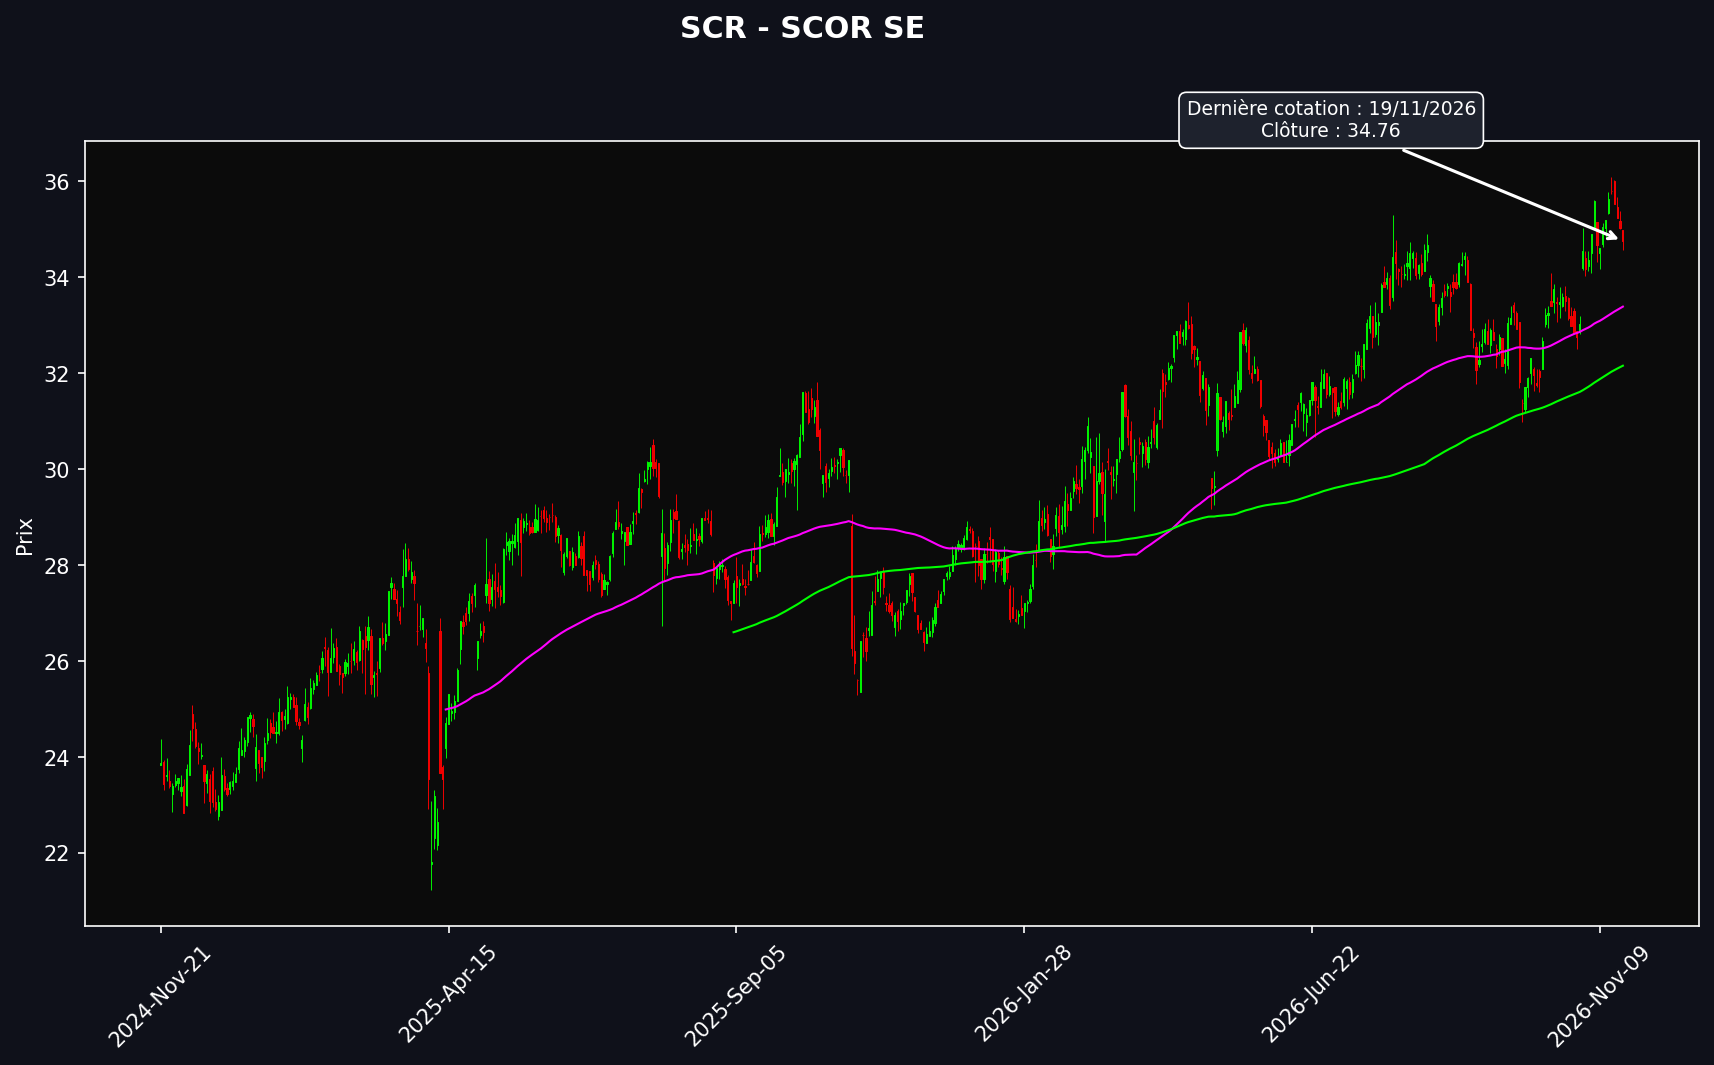 SCR - SCOR SE
Dernière cotation : 19/11/2026
Clôture : 34.76
Prix
36
34
32
30
28
26
24
22
2024-Nov-21
2025-Apr-15
2025-Sep-05
2026-Jan-28
2026-Jun-22
2026-Nov-09